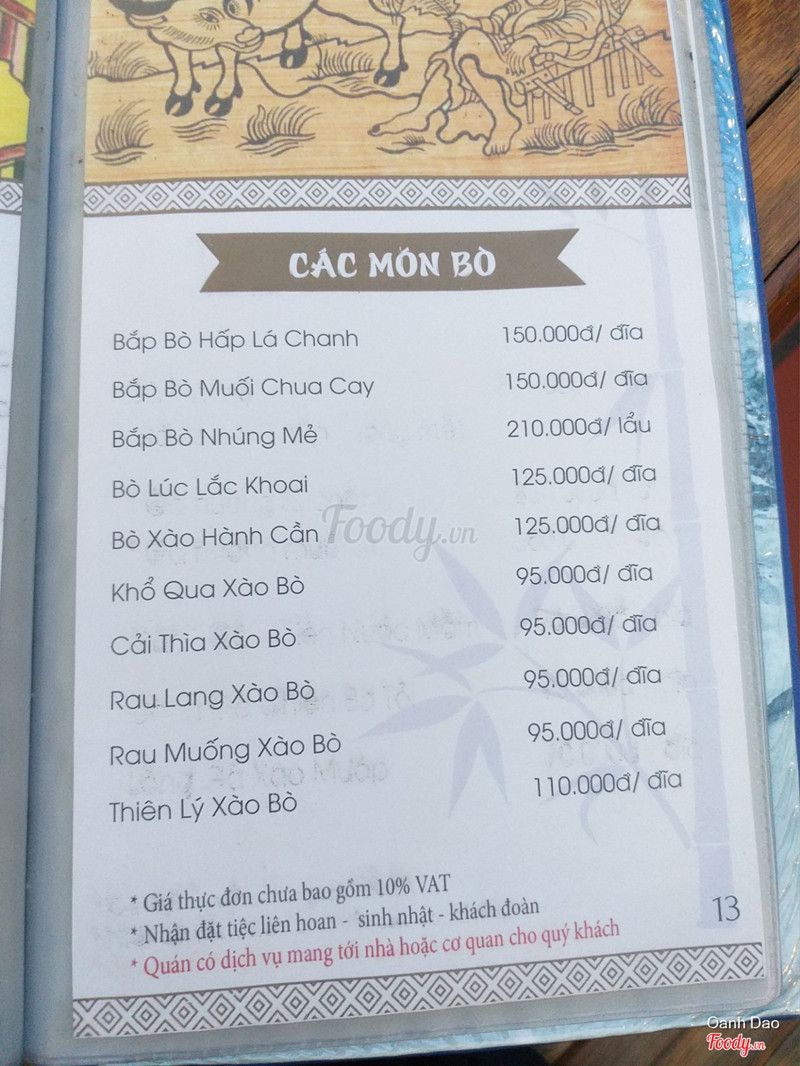 CÁC MÓN BÒ
Bắp Bò Hấp Lá Chanh 150.000đ/ đĩa
Bắp Bò Muối Chua Cay 150.000đ/ đĩa
Bắp Bò Nhúng Mẻ 210.000đ/ lẩu
Bò Lúc Lắc Khoai 125.000đ/ đĩa
Bò Xào Hành Cần 125.000đ/ đĩa
Khổ Qua Xào Bò 95.000đ/ đĩa
Cải Thìa Xào Bò 95.000đ/ đĩa
Rau Lang Xào Bò 95.000đ/ đĩa
Rau Muống Xào Bò 95.000đ/ đĩa
Thiên Lý Xào Bò 110.000đ/ đĩa
Foody.vn
* Giá thực đơn chưa bao gồm 10% VAT
* Nhận đặt tiệc liên hoan - sinh nhật - khách đoàn
* Quán có dịch vụ mang tới nhà hoặc cơ quan cho quý khách
13
Oanh Dao
Foody.vn